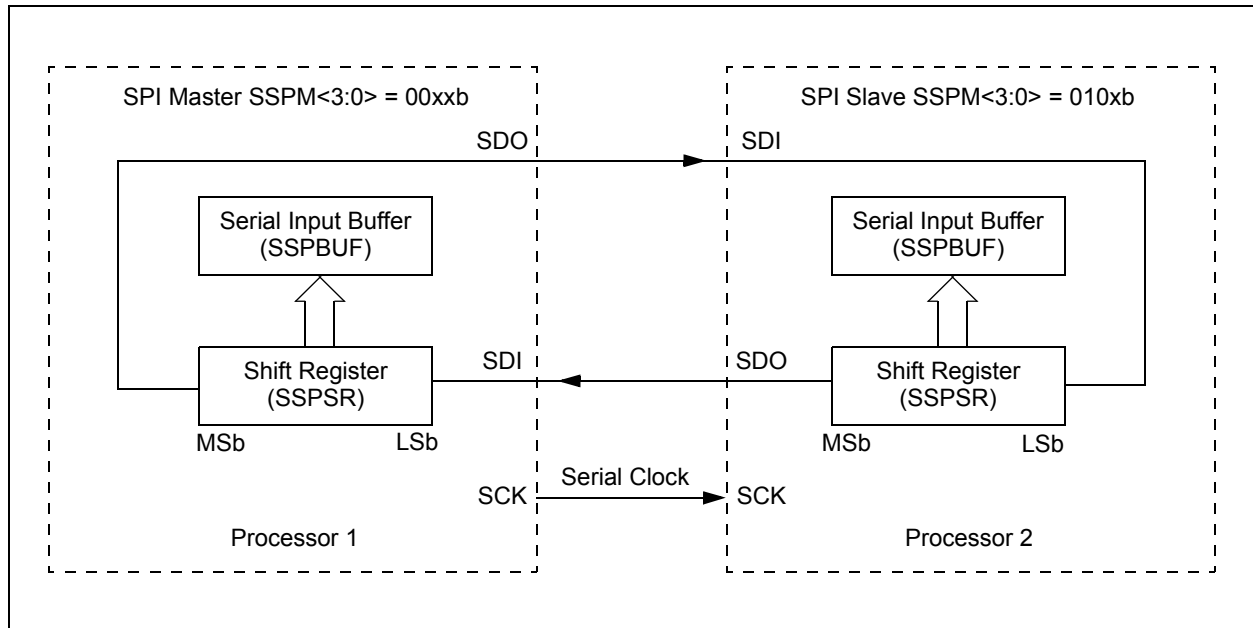 SPI Master SSPM<3:0> = 00xxb
SDO
Serial Input Buffer
(SSPBUF)
Shift Register
(SSPSR)
MSb
LSb
SDI
SCK
Processor 1
Serial Clock
SPI Slave SSPM<3:0> = 010xb
SDI
Serial Input Buffer
(SSPBUF)
SDO
Shift Register
(SSPSR)
MSb
LSb
SCK
Processor 2